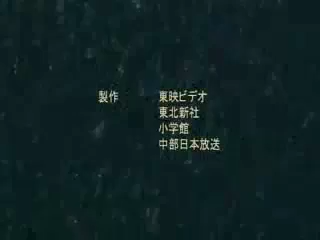 製作 東映ビデオ
東北新社
小学館
中部日本放送